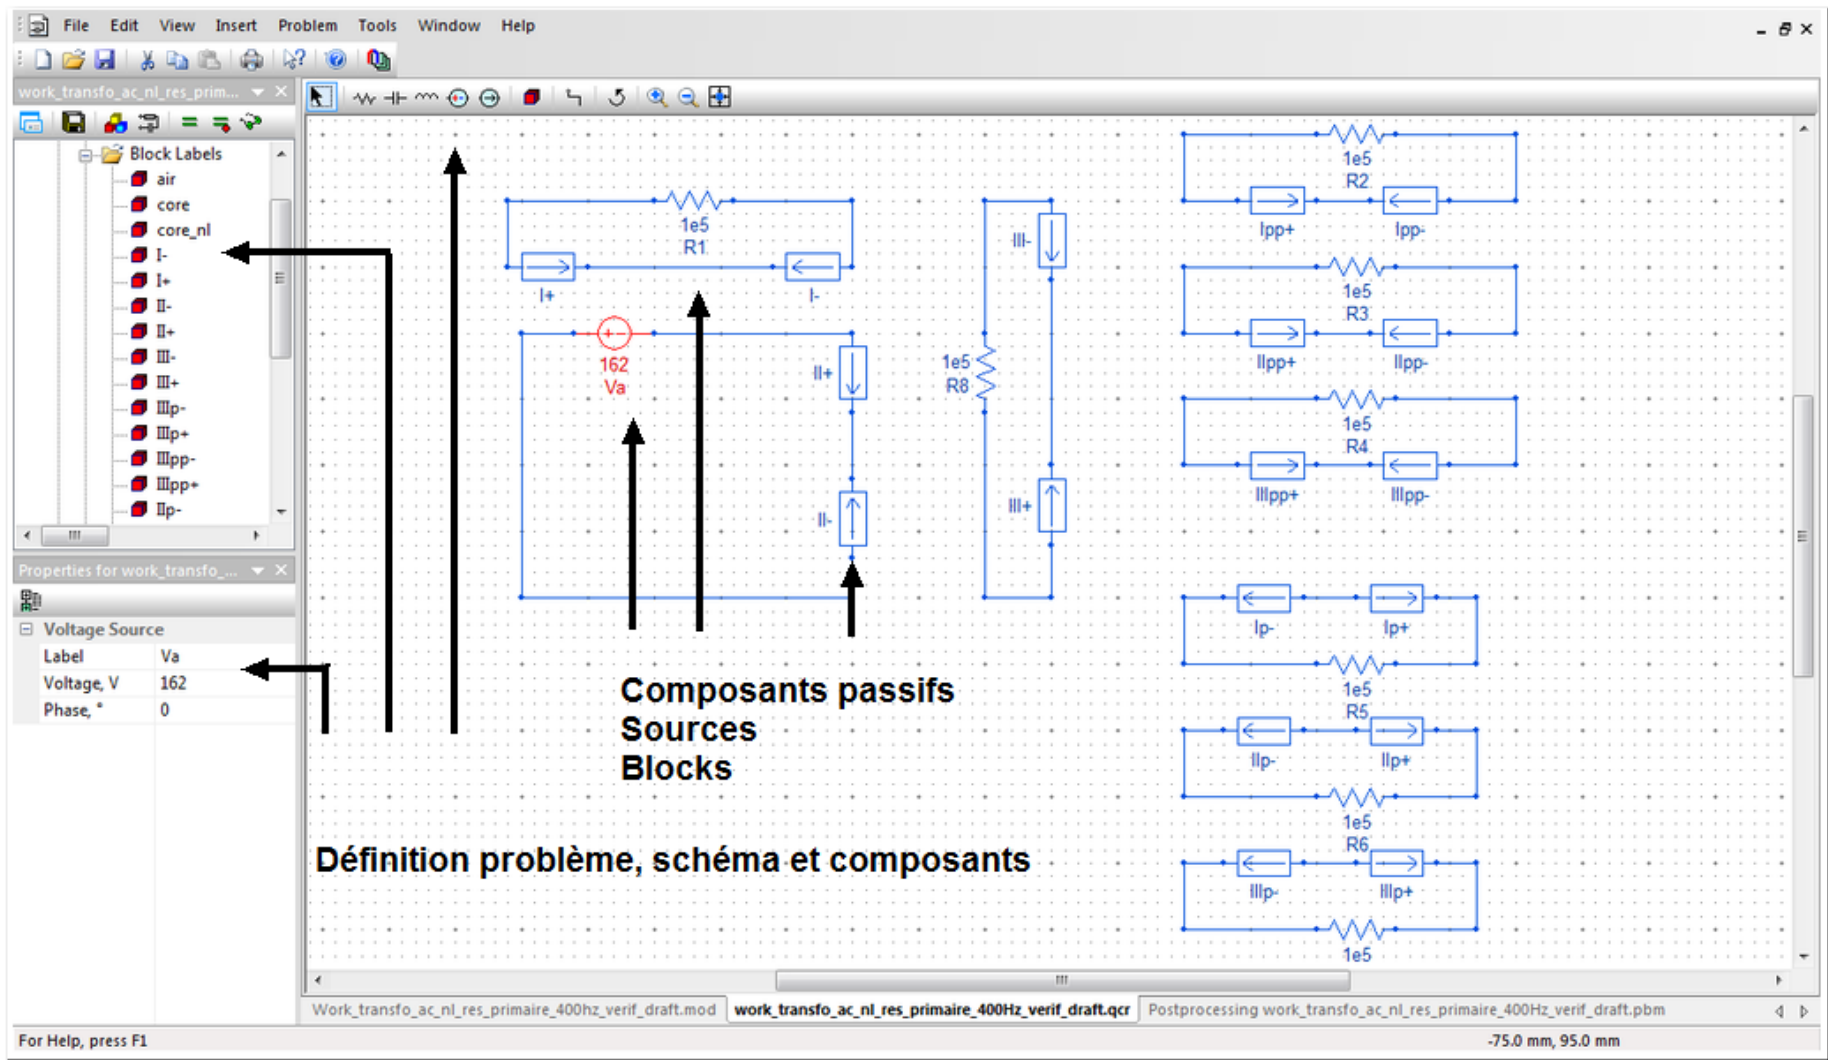 File Edit View Insert Problem Tools Window Help
work_transfo_ac_nl_res_prim...
Block Labels
air
core
core_nl
I-
I+
II-
II+
III-
III+
IIIp-
IIIp+
IIIpp-
IIIpp+
IIp-
Properties for work_transfo_...
Voltage Source
Label Va
Voltage, V 162
Phase, ° 0
1e5
R1
I+ I-
162
Va
II+
II-
III-
1e5
R8
III+
1e5
R2
Ipp+ Ipp-
1e5
R3
IIpp+ IIpp-
1e5
R4
IIIpp+ IIIpp-
Ip- Ip+
1e5
R5
IIp- IIp+
1e5
R6
IIIp- IIIp+
1e5
Composants passifs
Sources
Blocks
Définition problème, schéma et composants
Work_transfo_ac_nl_res_primaire_400hz_verif_draft.mod work_transfo_ac_nl_res_primaire_400Hz_verif_draft.qcr Postprocessing work_transfo_ac_nl_res_primaire_400Hz_verif_draft.pbm
For Help, press F1 -75.0 mm, 95.0 mm